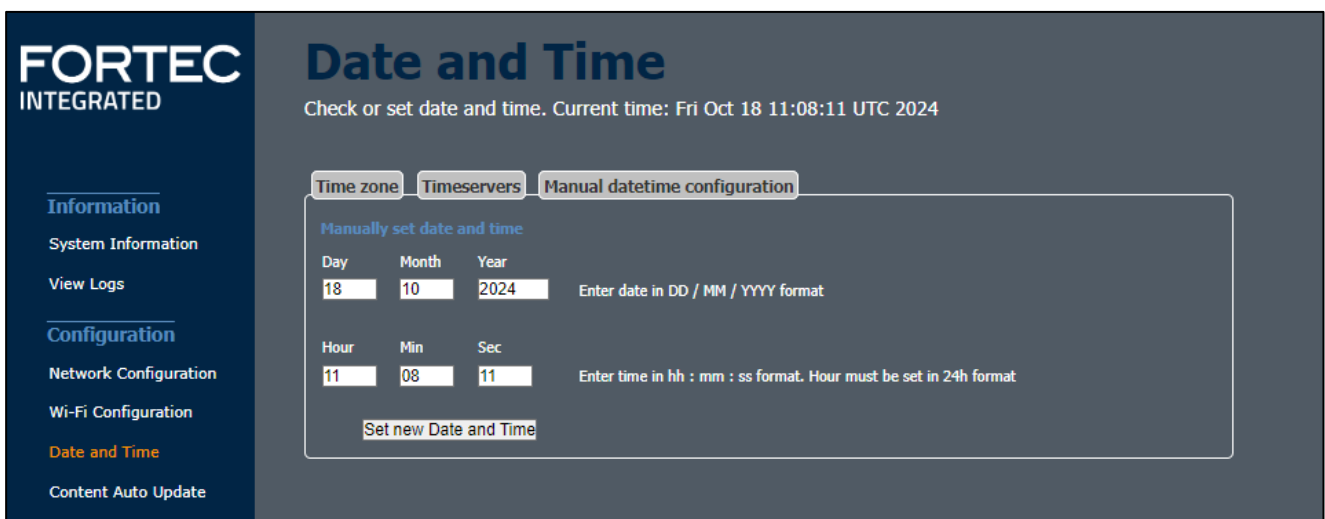 FORTEC
INTEGRATED
Information
System Information
View Logs
Configuration
Network Configuration
Wi-Fi Configuration
Date and Time
Content Auto Update
Date and Time
Check or set date and time. Current time: Fri Oct 18 11:08:11 UTC 2024
Time zone Timeservers Manual datetime configuration
Manually set date and time
Day Month Year
18 10 2024 Enter date in DD / MM / YYYY format
Hour Min Sec
11 08 11 Enter time in hh : mm : ss format. Hour must be set in 24h format
Set new Date and Time